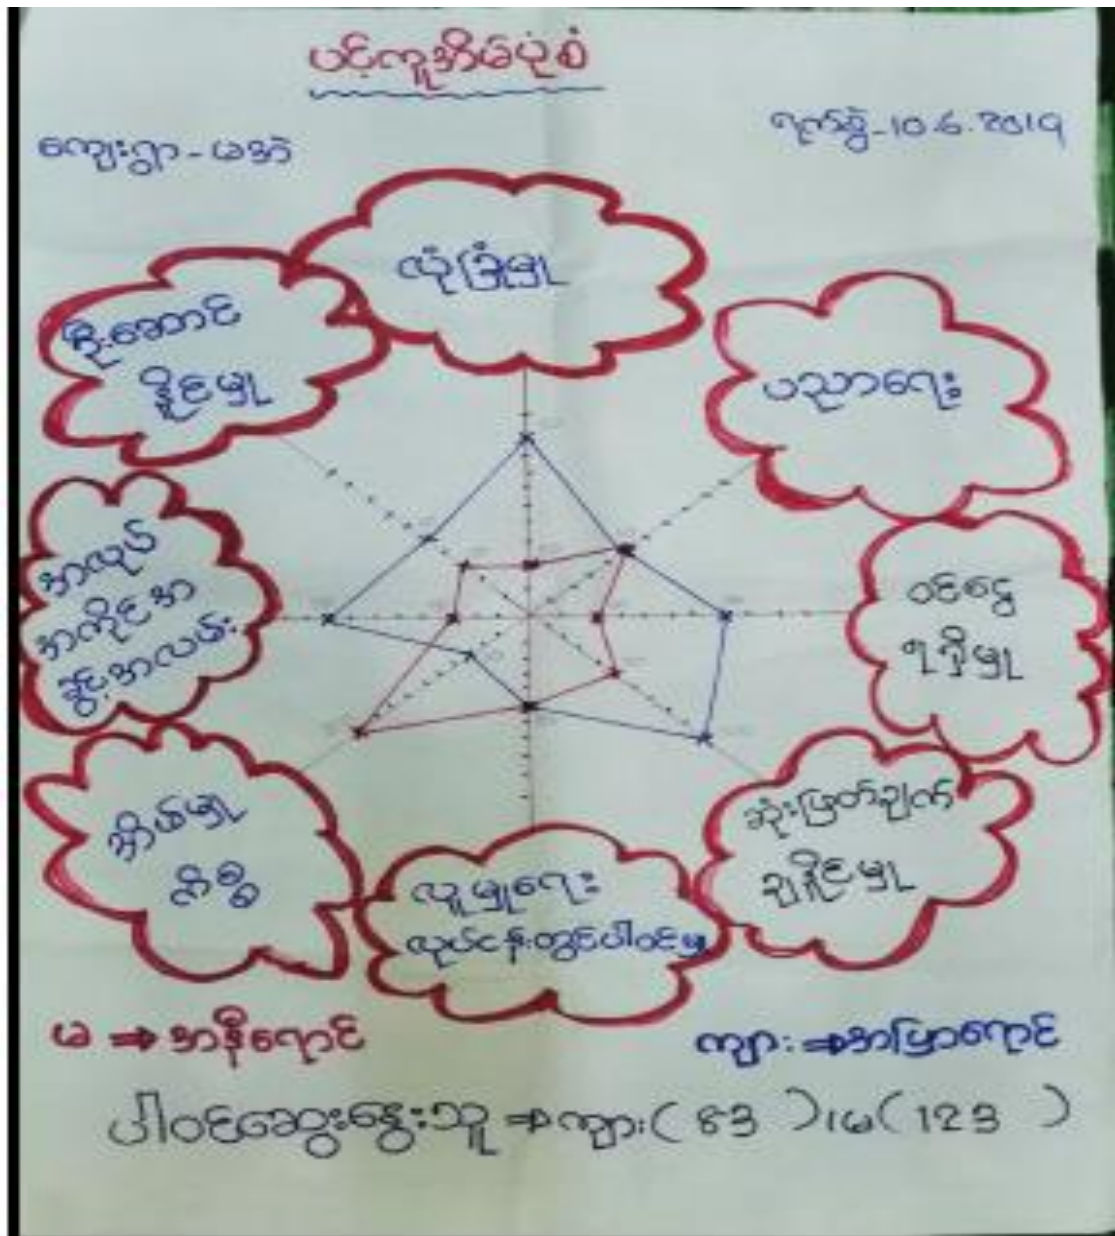 ပင့်ကူအိမ်ပုံစံ
ကျေးရွာ - မအဲ
ရက်စွဲ - 10.6.2019
လုံခြုံမှု
ဦးဆောင်
နိုင်မှု
ပညာရေး
အလုပ်
အကိုင်အ
ခွင့်အလမ်း
ဝင်ငွေ
ရရှိမှု
အိမ်မှု
ကိစ္စ
ဆုံးဖြတ်ချက်
ချနိုင်မှု
လူမှုရေး
လုပ်ငန်းတွင်ပါဝင်မှု
မ ⇒ အနီရောင်
ကျား ⇒ အပြာရောင်
ပါဝင်ဆွေးနွေးသူ ⇒ ကျား ( 83 ) ၊ မ ( 123 )